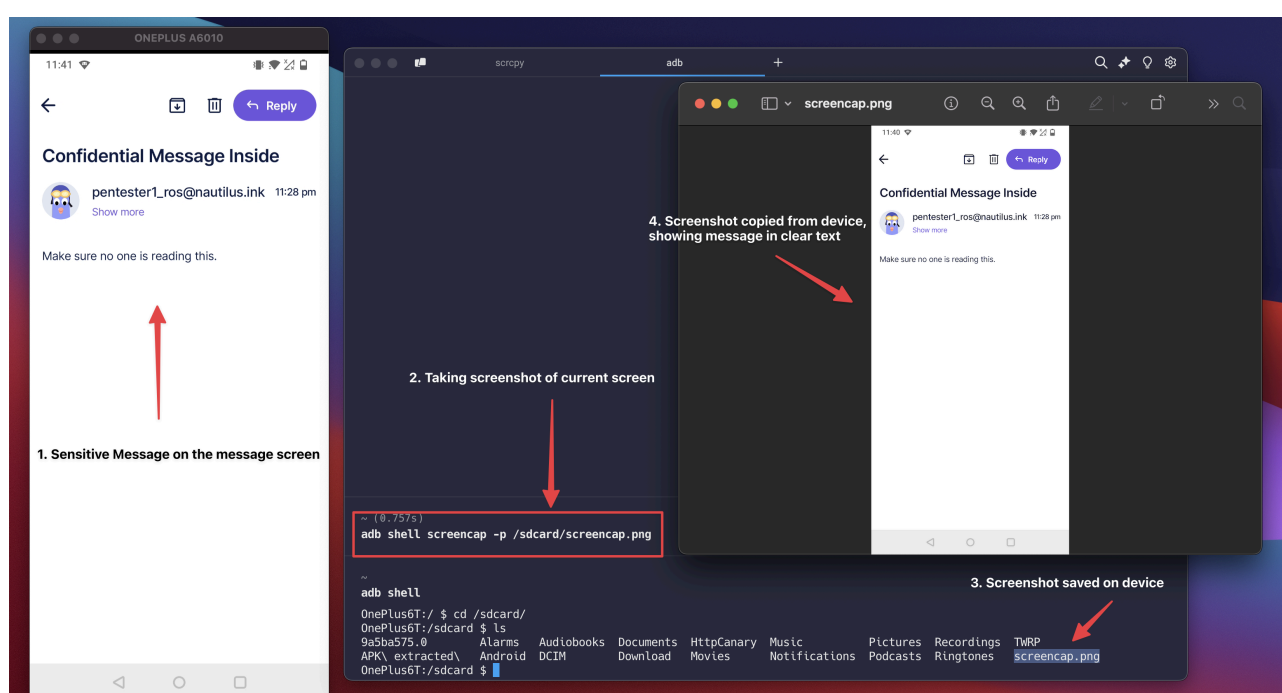 ONEPLUS A6010
11:41
Reply
Confidential Message Inside
pentester1_ros@nautilus.ink 11:28 pm
Show more
Make sure no one is reading this.
1. Sensitive Message on the message screen
scrcpy adb
2. Taking screenshot of current screen
~ (0.757s)
adb shell screencap -p /sdcard/screencap.png
~
adb shell
OnePlus6T:/ $ cd /sdcard/
OnePlus6T:/sdcard $ ls
9a5ba575.0 Alarms Audiobooks Documents HttpCanary Music Pictures Recordings TWRP
APK\ extracted\ Android DCIM Download Movies Notifications Podcasts Ringtones screencap.png
OnePlus6T:/sdcard $
3. Screenshot saved on device
screencap.png
11:40
Reply
Confidential Message Inside
pentester1_ros@nautilus.ink 11:28 pm
Show more
Make sure no one is reading this.
4. Screenshot copied from device,
showing message in clear text